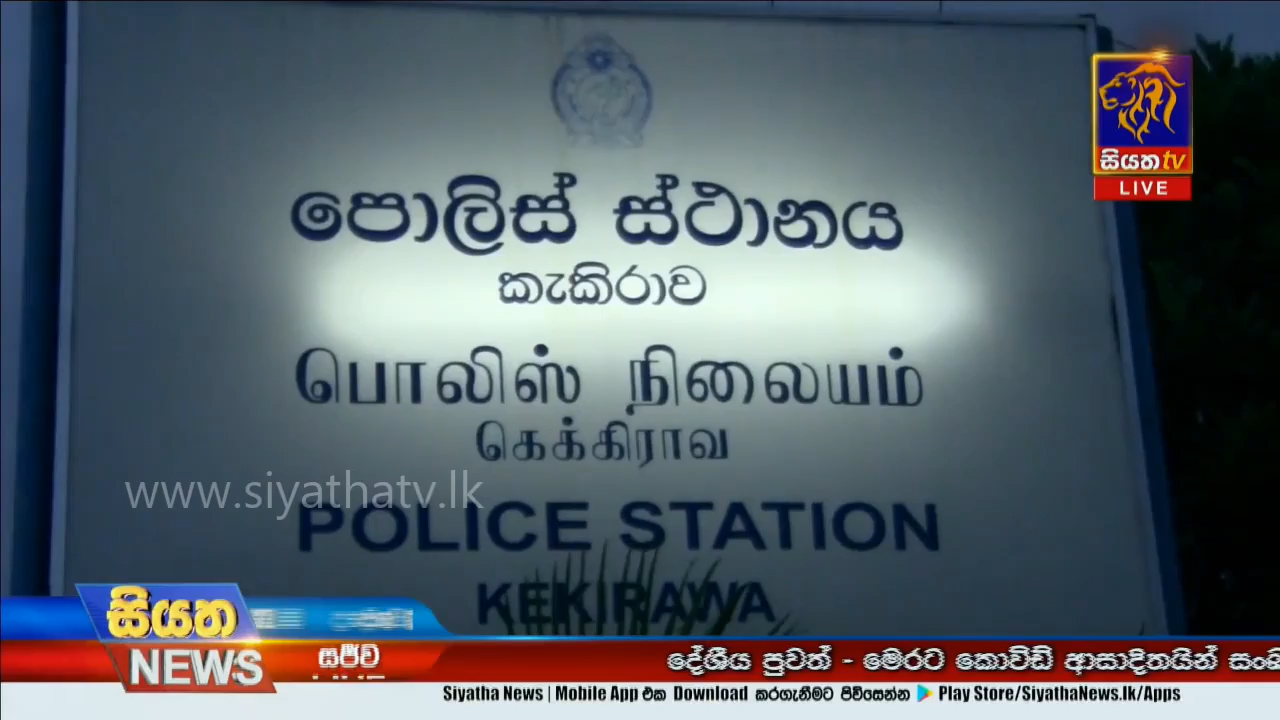 පොලිස් ස්ථානය
කැකිරාව
பொலிஸ் நிலையம்
கெக்கிராவ
POLICE STATION
KEKIRAWA
www.siyathatv.lk
සියත tv
LIVE
සියත
NEWS
සජීව
දේශීය පුවත් - මෙරට කොවිඩ් ආසාදිතයින්
Siyatha News | Mobile App එක Download කරගැනීමට පිවිසෙන්න Play Store/SiyathaNews.lk/Apps